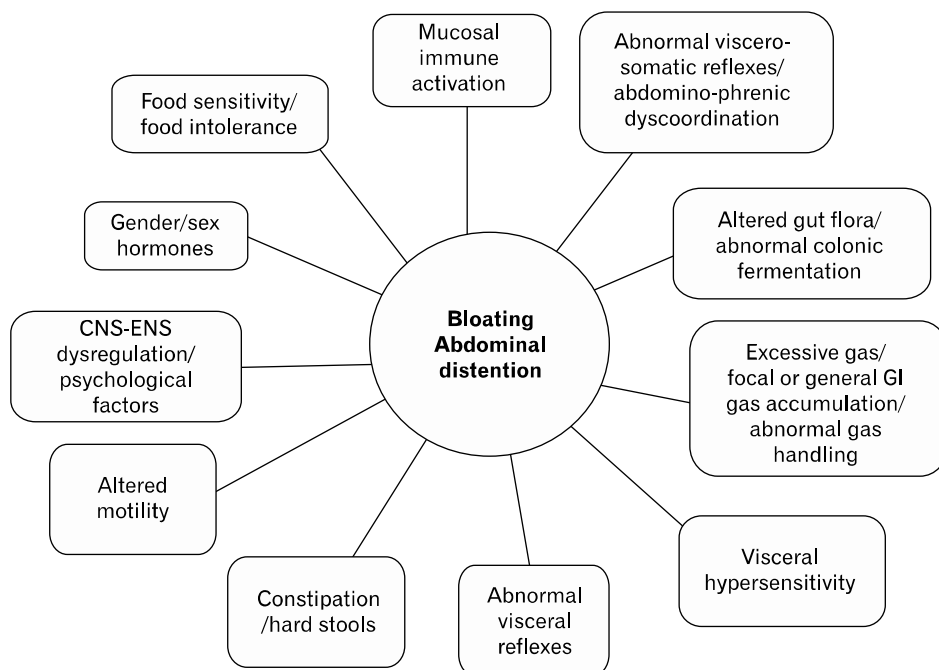 Mucosal
immune
activation
Abnormal viscero-
somatic reflexes/
abdomino-phrenic
dyscoordination
Food sensitivity/
food intolerance
Gender/sex
hormones
Altered gut flora/
abnormal colonic
fermentation
Bloating
Abdominal
distention
CNS-ENS
dysregulation/
psychological
factors
Excessive gas/
focal or general GI
gas accumulation/
abnormal gas
handling
Altered
motility
Visceral
hypersensitivity
Constipation
/hard stools
Abnormal
visceral
reflexes